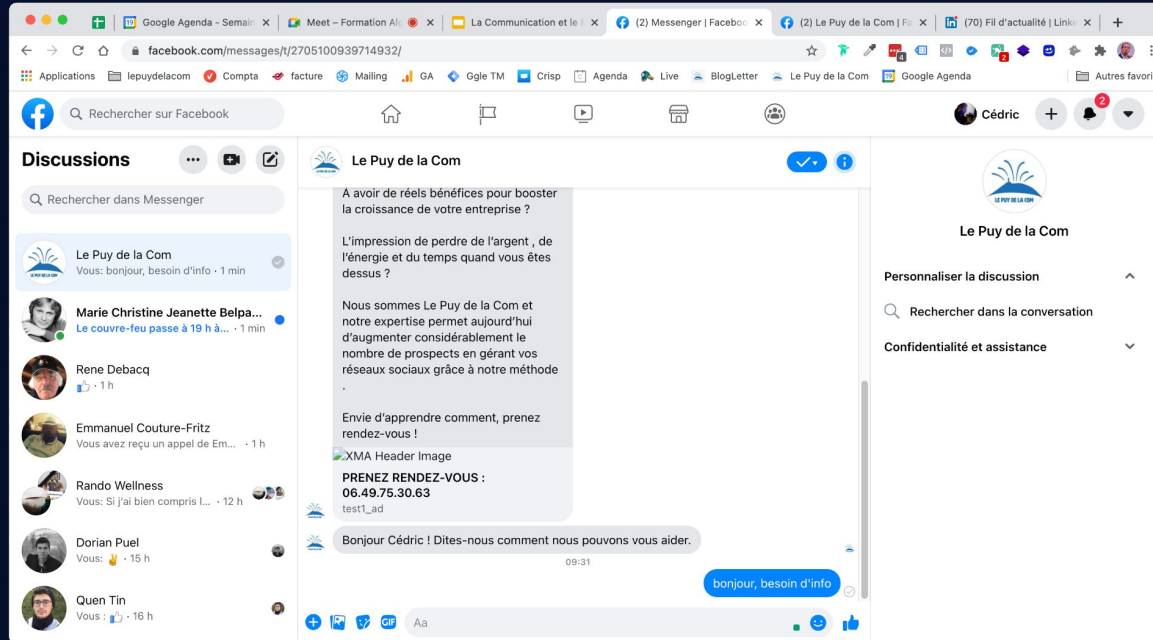 Google Agenda - Semain
Meet – Formation Alg
La Communication et le
(2) Messenger | Faceboo
(2) Le Puy de la Com | Fa
(70) Fil d'actualité | Linke
facebook.com/messages/t/2705100939714932/
4
2
Applications
lepuydelacom
Compta
facture
Mailing
GA
Ggle TM
Crisp
Agenda
Live
BlogLetter
Le Puy de la Com
Google Agenda
Autres favori
Rechercher sur Facebook
Cédric
2
Discussions
Rechercher dans Messenger
Le Puy de la Com
Vous: bonjour, besoin d'info · 1 min
Marie Christine Jeanette Belpa...
Le couvre-feu passe à 19 h à... · 1 min
Rene Debacq
· 1 h
Emmanuel Couture-Fritz
Vous avez reçu un appel de Em... · 1 h
Rando Wellness
Vous: Si j'ai bien compris l... · 12 h
Dorian Puel
Vous: ✌ · 15 h
Quen Tin
Vous : 👍 · 16 h
Le Puy de la Com
A avoir de réels bénéfices pour booster
la croissance de votre entreprise ?
L'impression de perdre de l'argent , de
l'énergie et du temps quand vous êtes
dessus ?
Nous sommes Le Puy de la Com et
notre expertise permet aujourd'hui
d'augmenter considérablement le
nombre de prospects en gérant vos
réseaux sociaux grâce à notre méthode
.
Envie d'apprendre comment, prenez
rendez-vous !
XMA Header Image
PRENEZ RENDEZ-VOUS :
06.49.75.30.63
test1_ad
Bonjour Cédric ! Dites-nous comment nous pouvons vous aider.
09:31
bonjour, besoin d'info
GIF
Aa
LE PUY DE LA COM
Le Puy de la Com
Personnaliser la discussion
Rechercher dans la conversation
Confidentialité et assistance